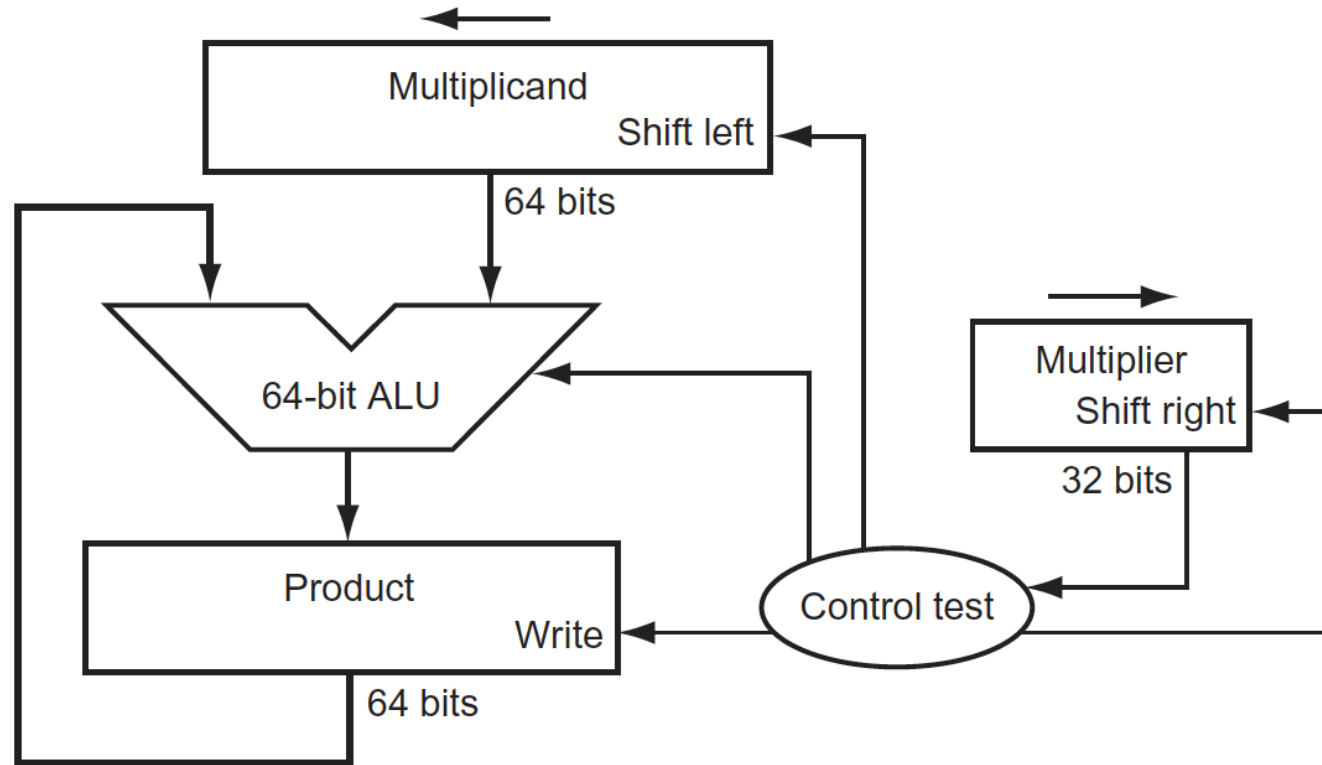 Multiplicand
Shift left
64 bits
64-bit ALU
Multiplier
Shift right
32 bits
Product
Write
Control test
64 bits